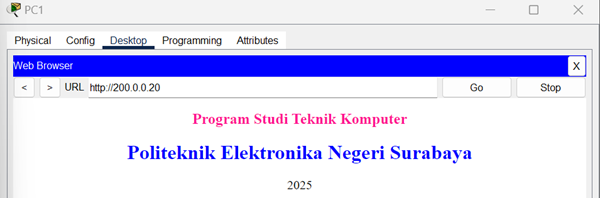 PC1
Physical Config Desktop Programming Attributes
Web Browser X
< > URL http://200.0.0.20 Go Stop
Program Studi Teknik Komputer
Politeknik Elektronika Negeri Surabaya
2025